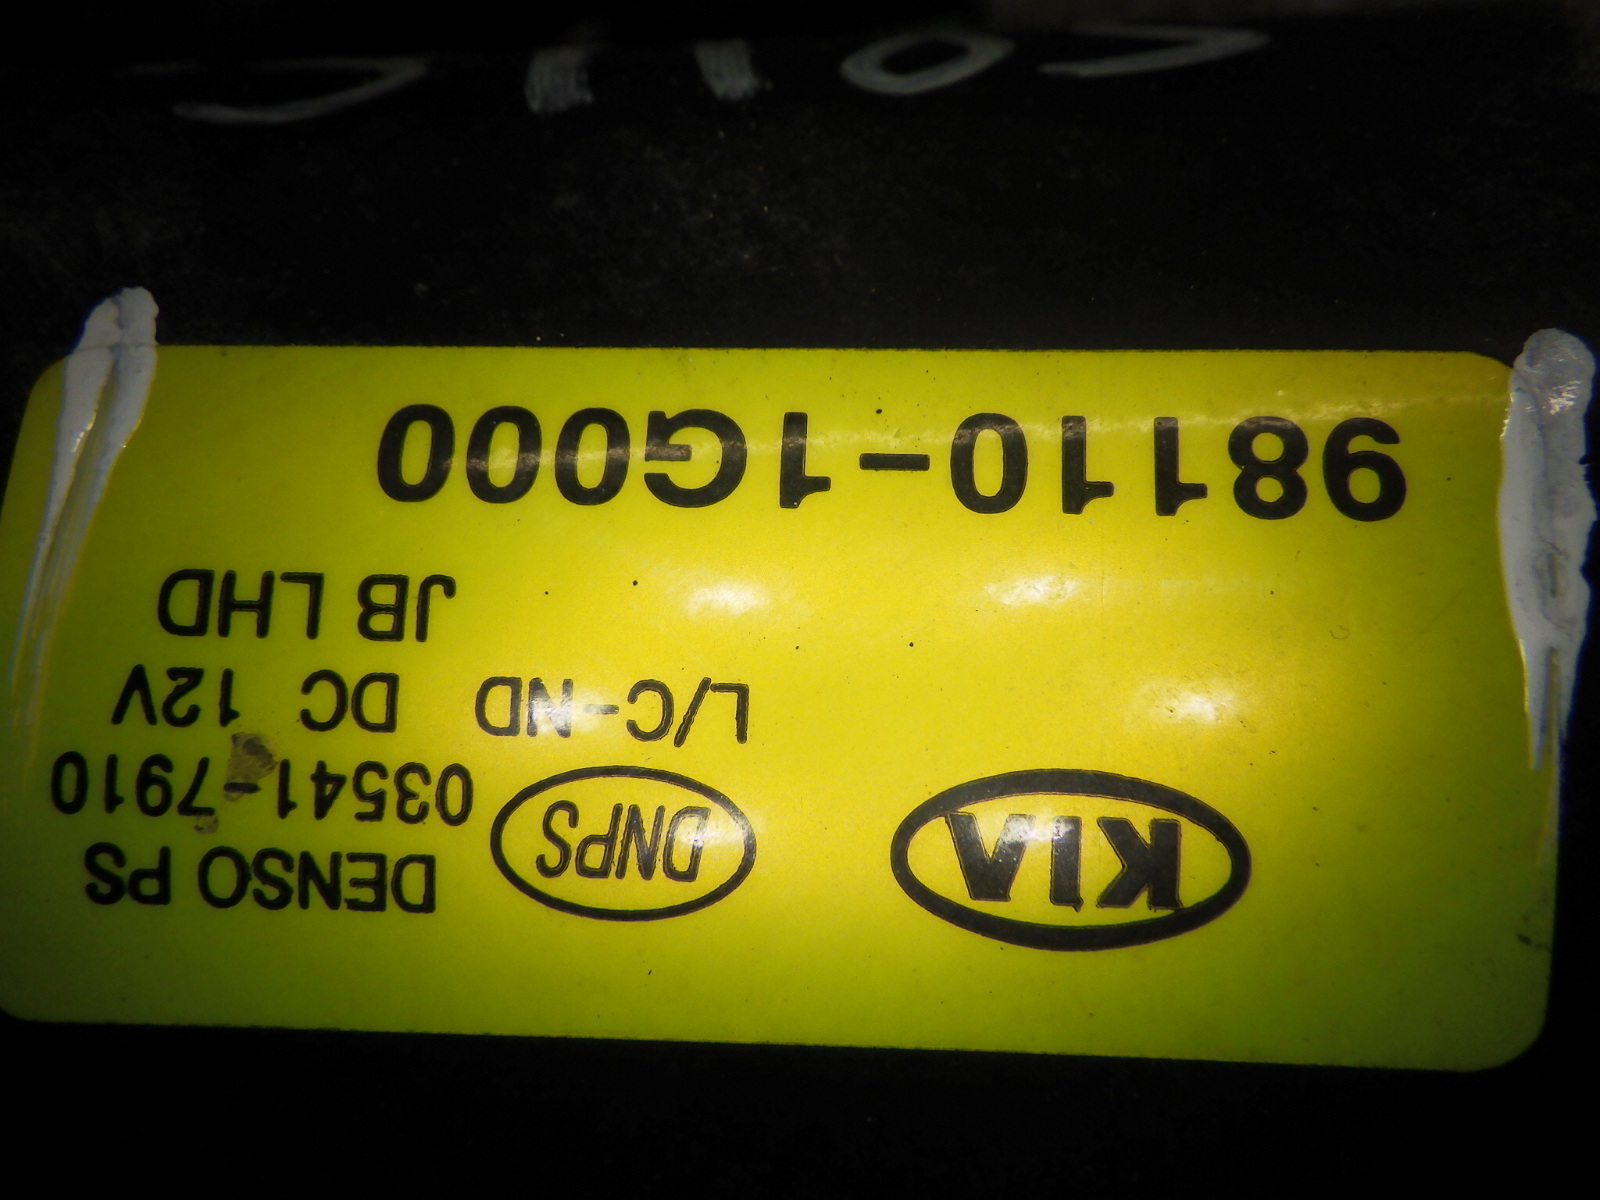 KIA
DNPS
DENSO PS
03541-7910
L/C-ND DC 12V
JB LHD
98110-1G000